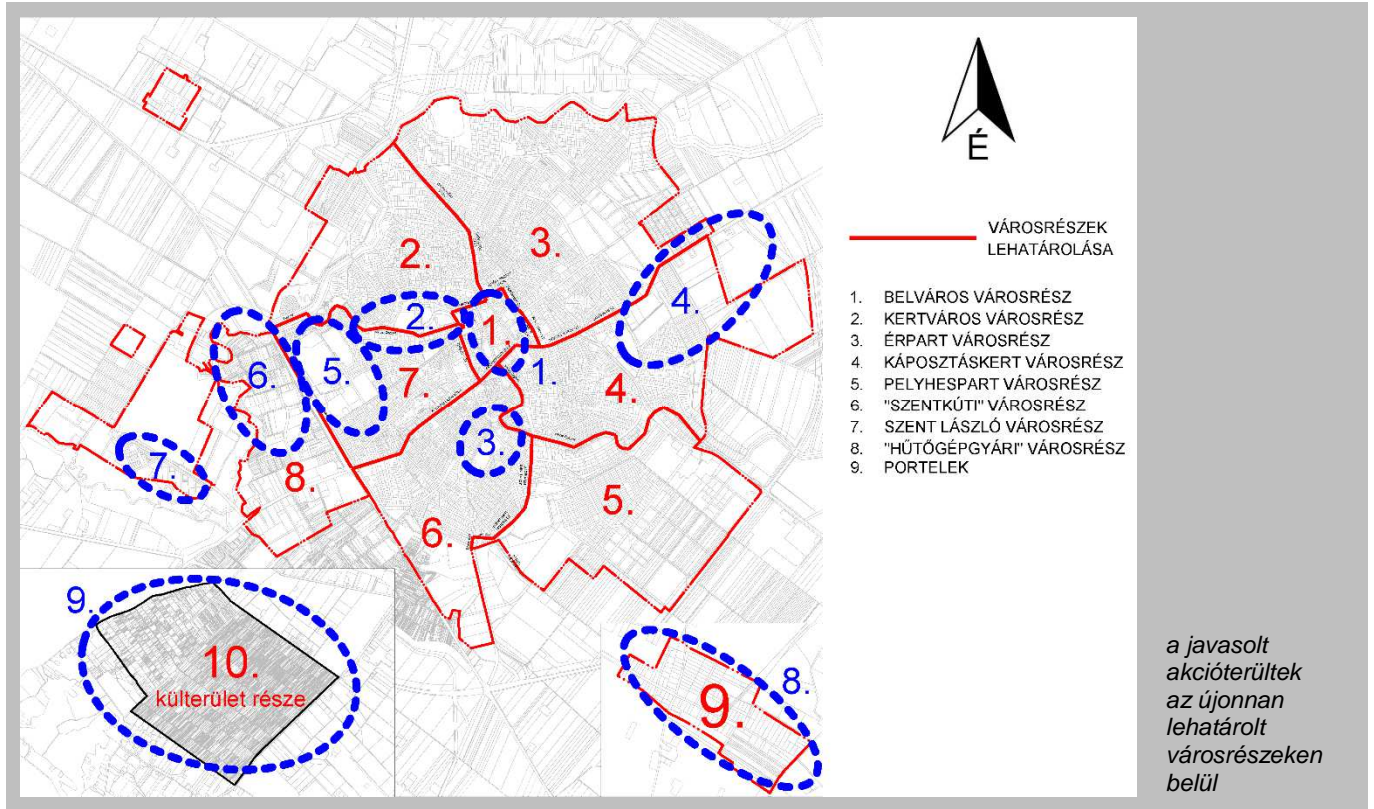 2.
3.
4.
2.
1.
6.
5.
7.
1.
4.
3.
7.
8.
6.
5.
9.
10.
külterület része
8.
9.
É
VÁROSRÉSZEK
LEHATÁROLÁSA
1. BELVÁROS VÁROSRÉSZ
2. KERTVÁROS VÁROSRÉSZ
3. ÉRPART VÁROSRÉSZ
4. KÁPOSZTÁSKERT VÁROSRÉSZ
5. PELYHESPART VÁROSRÉSZ
6. "SZENTKÚTI" VÁROSRÉSZ
7. SZENT LÁSZLÓ VÁROSRÉSZ
8. "HŰTŐGÉPGYÁRI" VÁROSRÉSZ
9. PORTELEK
a javasolt
akcióterültek
az újonnan
lehatárolt
városrészeken
belül